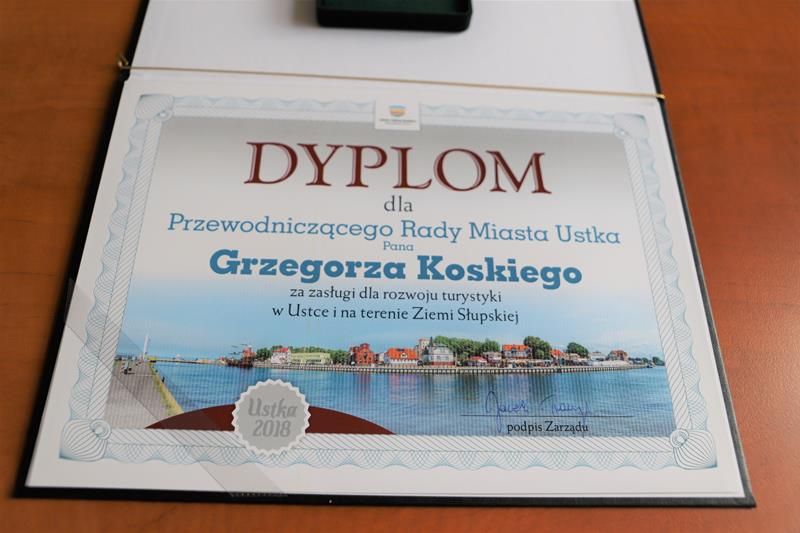 DYPLOM
dla
Przewodniczącego Rady Miasta Ustka
Pana
Grzegorza Koskiego
za zasługi dla rozwoju turystyki
w Ustce i na terenie Ziemi Słupskiej
Ustka
2018
podpis Zarządu